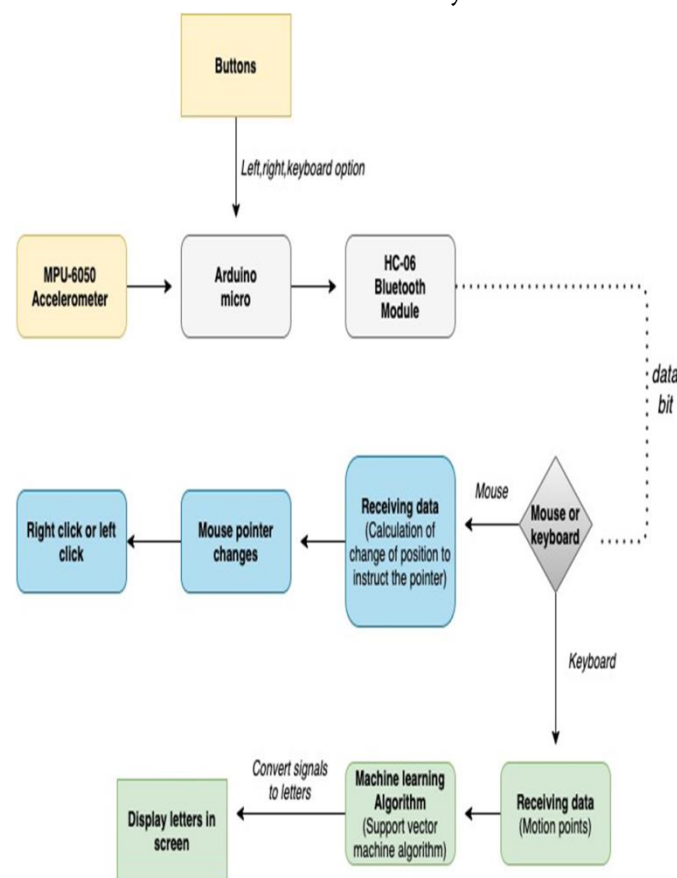 Buttons
Left,right,keyboard option
MPU-6050
Accelerometer
Arduino
micro
HC-06
Bluetooth
Module
data
bit
Right click or left
click
Mouse pointer
changes
Receiving data
(Calculation of
change of position to
instruct the pointer)
Mouse
Mouse or
keyboard
Keyboard
Display letters in
screen
Convert signals
to letters
Machine learning
Algorithm
(Support vector
machine algorithm)
Receiving data
(Motion points)